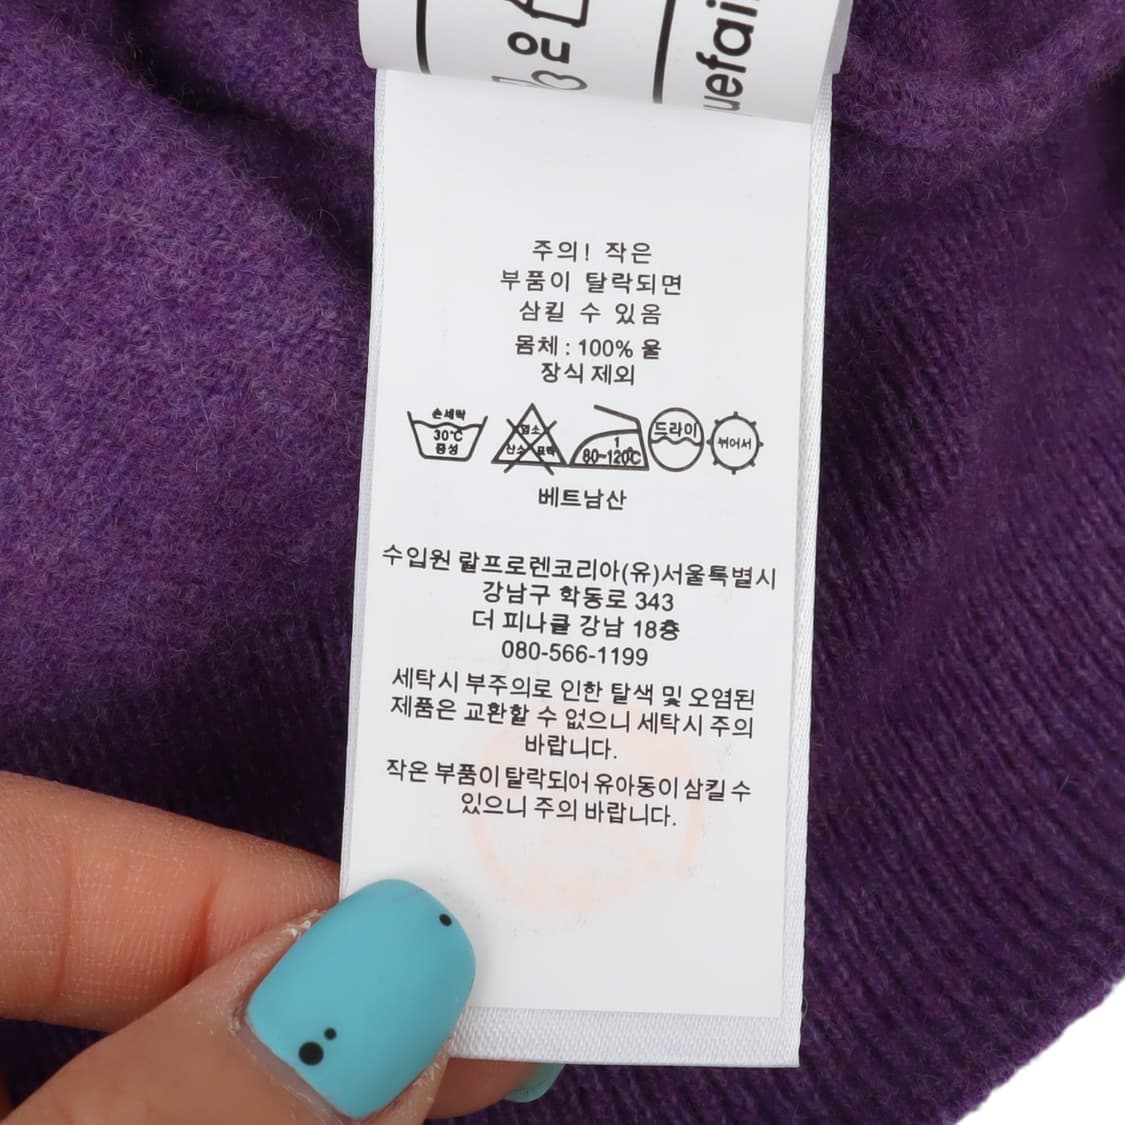 uefai
주의! 작은
부품이 탈락되면
삼킬 수 있음
몸체 : 100% 울
장식 제외
손세탁 30℃ 중성
염소 산소 표백
1 80~120℃
드라이
뉘어서
베트남산
수입원 랄프로렌코리아(유)서울특별시
강남구 학동로 343
더 피나클 강남 18층
080-566-1199
세탁시 부주의로 인한 탈색 및 오염된
제품은 교환할 수 없으니 세탁시 주의
바랍니다.
작은 부품이 탈락되어 유아동이 삼킬 수
있으니 주의 바랍니다.